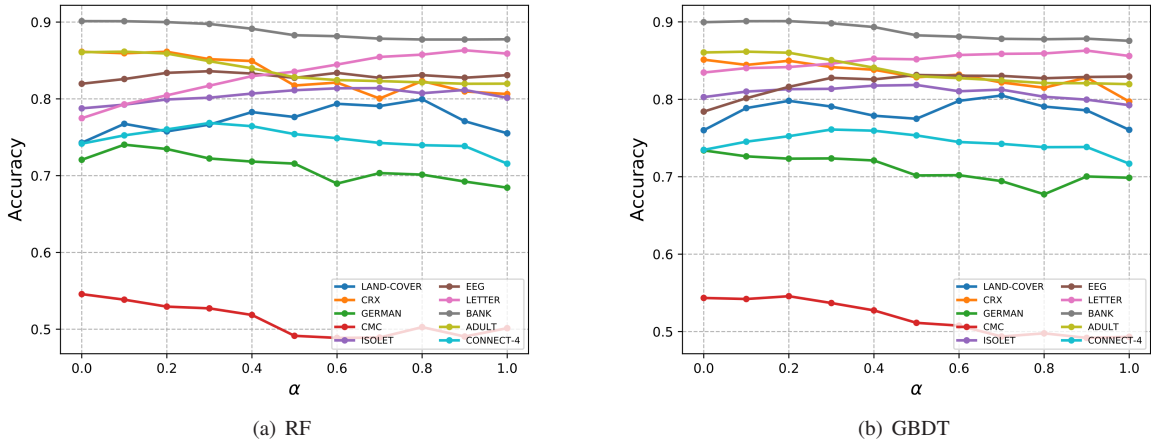 0.9
0.8
0.7
0.6
0.5
Accuracy
0.0 0.2 0.4 0.6 0.8 1.0
α
LAND-COVER
CRX
GERMAN
CMC
ISOLET
EEG
LETTER
BANK
ADULT
CONNECT-4
(a) RF
0.9
0.8
0.7
0.6
0.5
Accuracy
0.0 0.2 0.4 0.6 0.8 1.0
α
LAND-COVER
CRX
GERMAN
CMC
ISOLET
EEG
LETTER
BANK
ADULT
CONNECT-4
(b) GBDT